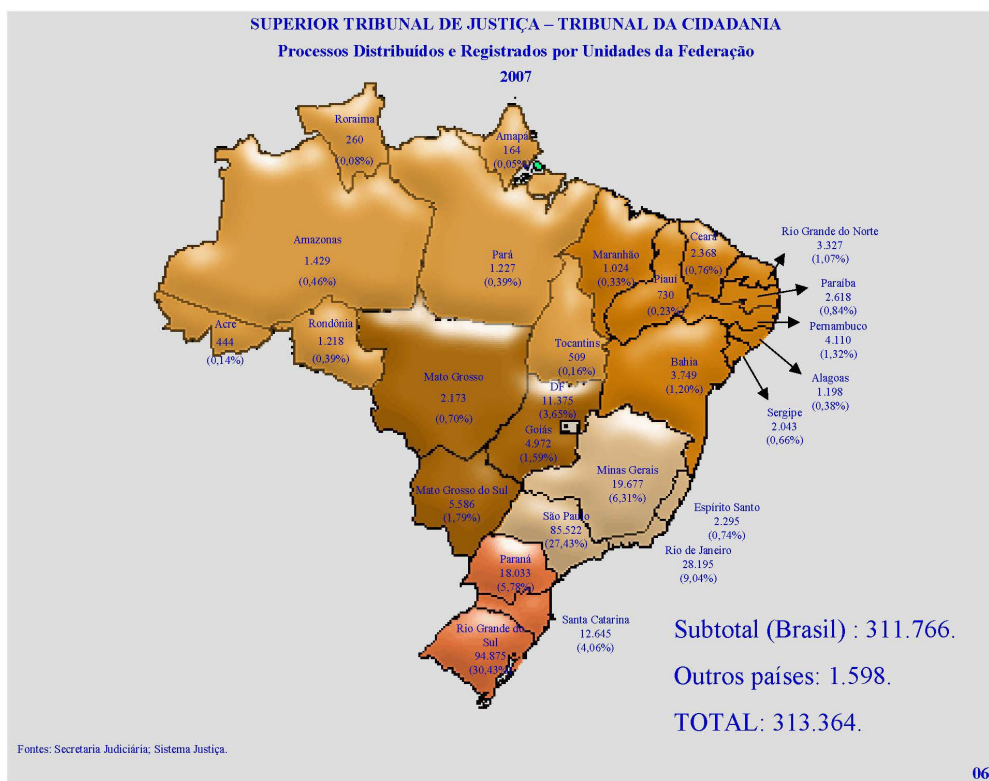 SUPERIOR TRIBUNAL DE JUSTIÇA – TRIBUNAL DA CIDADANIA
Processos Distribuídos e Registrados por Unidades da Federação
2007
Roraima
260
(0,08%)
Amapá
164
(0,05%)
Amazonas
1.429
(0,46%)
Pará
1.227
(0,39%)
Maranhão
1.024
(0,33%)
Piauí
730
(0,23%)
Ceará
2.368
(0,76%)
Rio Grande do Norte
3.327
(1,07%)
Paraíba
2.618
(0,84%)
Pernambuco
4.110
(1,32%)
Alagoas
1.198
(0,38%)
Sergipe
2.043
(0,66%)
Acre
444
(0,14%)
Rondônia
1.218
(0,39%)
Tocantins
509
(0,16%)
Bahia
3.749
(1,20%)
Mato Grosso
2.173
(0,70%)
DF
11.375
(3,65%)
Goiás
4.972
(1,59%)
Minas Gerais
19.677
(6,31%)
Mato Grosso do Sul
5.586
(1,79%)
São Paulo
85.522
(27,43%)
Espírito Santo
2.295
(0,74%)
Rio de Janeiro
28.195
(9,04%)
Paraná
18.033
(5,78%)
Santa Catarina
12.645
(4,06%)
Rio Grande do
Sul
94.875
(30,43%)
Subtotal (Brasil) : 311.766.
Outros países: 1.598.
TOTAL: 313.364.
Fontes: Secretaria Judiciária; Sistema Justiça.
06